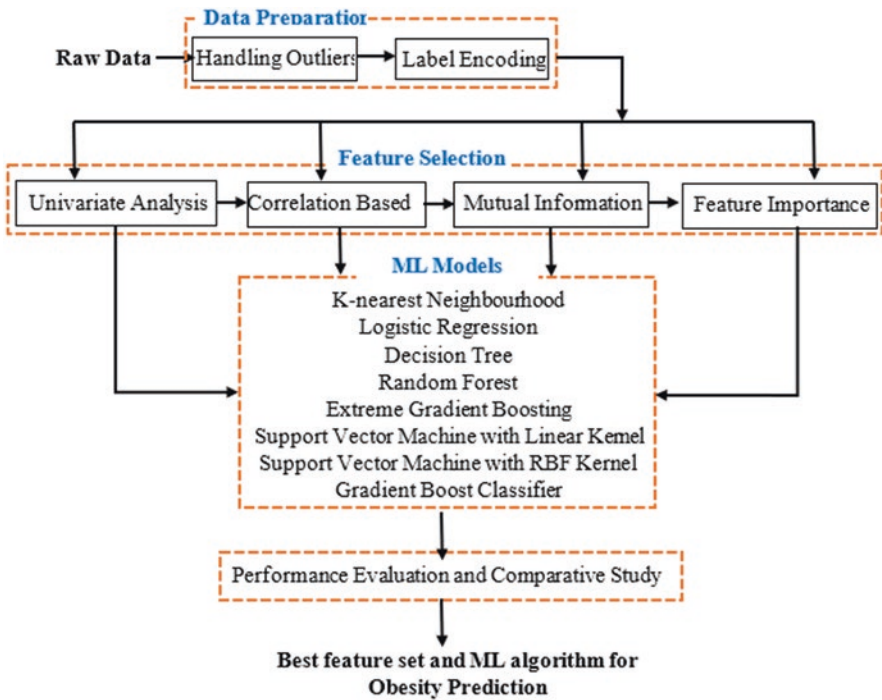 Data Preparation
Raw Data
Handling Outliers
Label Encoding
Feature Selection
Univariate Analysis
Correlation Based
Mutual Information
Feature Importance
ML Models
K-nearest Neighbourhood
Logistic Regression
Decision Tree
Random Forest
Extreme Gradient Boosting
Support Vector Machine with Linear Kemel
Support Vector Machine with RBF Kernel
Gradient Boost Classifier
Performance Evaluation and Comparative Study
Best feature set and ML algorithm for
Obesity Prediction